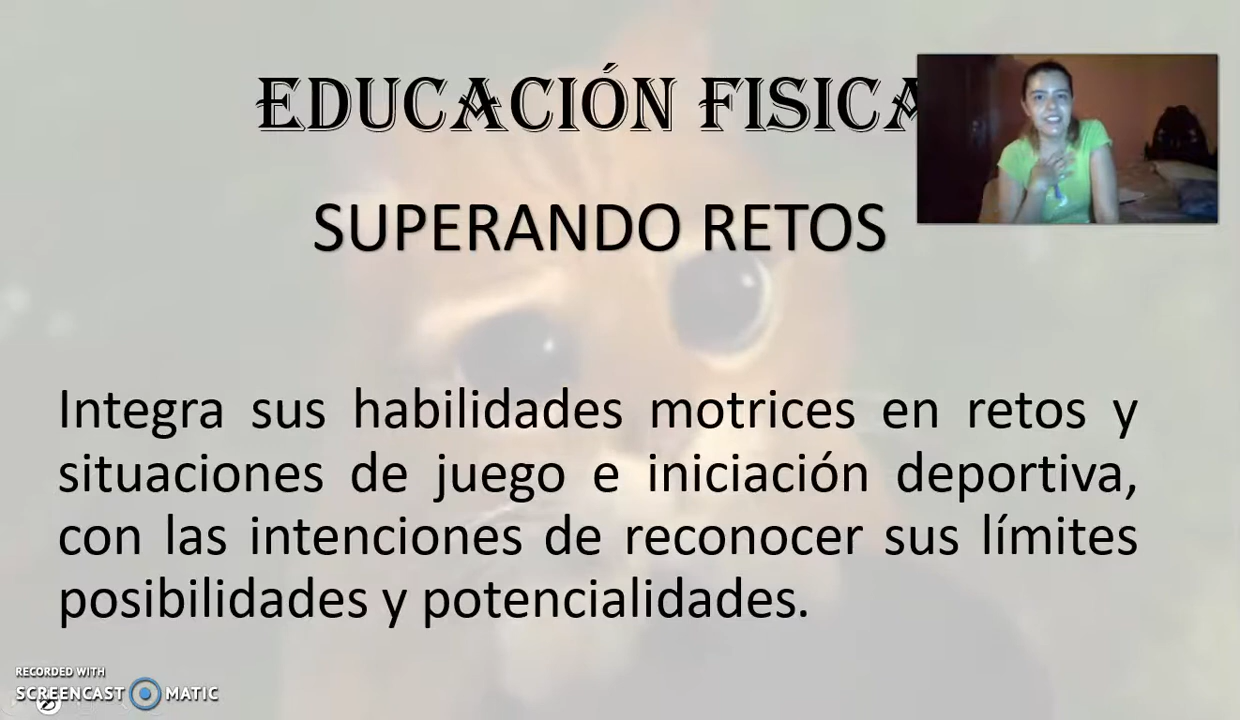 EDUCACIÓN FISICA
SUPERANDO RETOS
Integra sus habilidades motrices en retos y
situaciones de juego e iniciación deportiva,
con las intenciones de reconocer sus límites
posibilidades y potencialidades.
RECORDED WITH
SCREENCAST MATIC